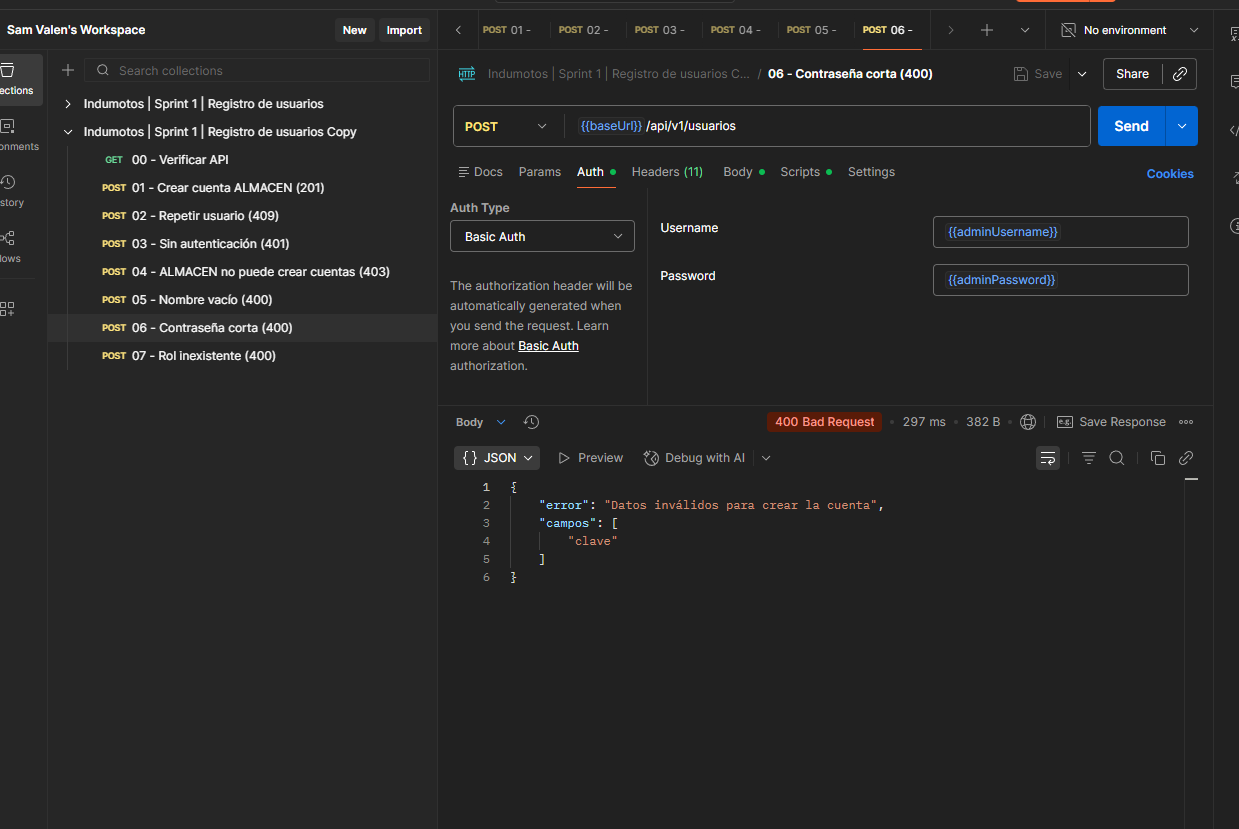 Sam Valen's Workspace
New
Import
Search collections
Indumotos | Sprint 1 | Registro de usuarios
Indumotos | Sprint 1 | Registro de usuarios Copy
GET 00 - Verificar API
POST 01 - Crear cuenta ALMACEN (201)
POST 02 - Repetir usuario (409)
POST 03 - Sin autenticación (401)
POST 04 - ALMACEN no puede crear cuentas (403)
POST 05 - Nombre vacío (400)
POST 06 - Contraseña corta (400)
POST 07 - Rol inexistente (400)
ections
onments
story
lows
POST 01 -
POST 02 -
POST 03 -
POST 04 -
POST 05 -
POST 06 -
No environment
HTTP Indumotos | Sprint 1 | Registro de usuarios C... / 06 - Contraseña corta (400)
Save
Share
POST
{{baseUrl}} /api/v1/usuarios
Send
Docs
Params
Auth
Headers (11)
Body
Scripts
Settings
Cookies
Auth Type
Basic Auth
The authorization header will be
automatically generated when
you send the request. Learn
more about Basic Auth
authorization.
Username
{{adminUsername}}
Password
{{adminPassword}}
Body
400 Bad Request
297 ms
382 B
e.g. Save Response
{} JSON
Preview
Debug with AI
1 {
2 "error": "Datos inválidos para crear la cuenta",
3 "campos": [
4 "clave"
5 ]
6 }